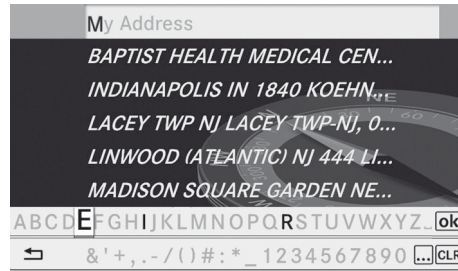 My Address
BAPTIST HEALTH MEDICAL CEN...
INDIANAPOLIS IN 1840 KOEHN...
LACEY TWP NJ LACEY TWP-NJ, 0...
LINWOOD (ATLANTIC) NJ 444 LI...
MADISON SQUARE GARDEN NE...
ABCDEFGHIJKLMNOPQRSTUVWXYZ_ ok
&'+,.-/()#:*_1234567890 ... CLR